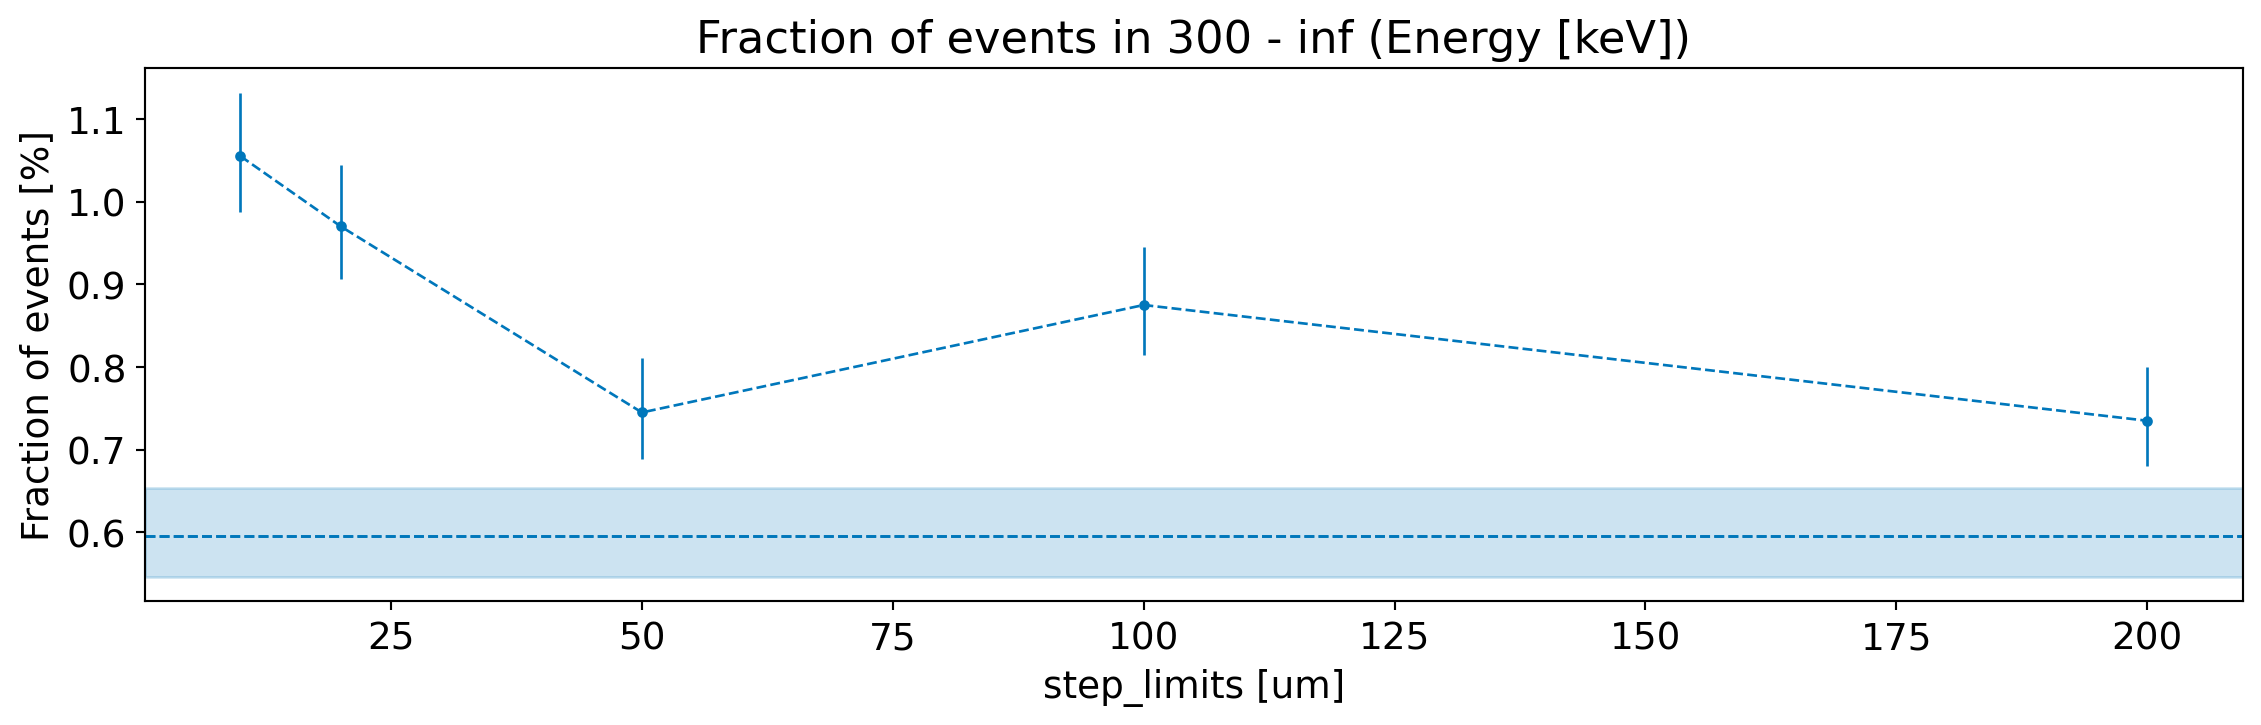 Fraction of events in 300 - inf (Energy [keV])
Fraction of events [%]
1.1
1.0
0.9
0.8
0.7
0.6
25 50 75 100 125 150 175 200
step_limits [um]